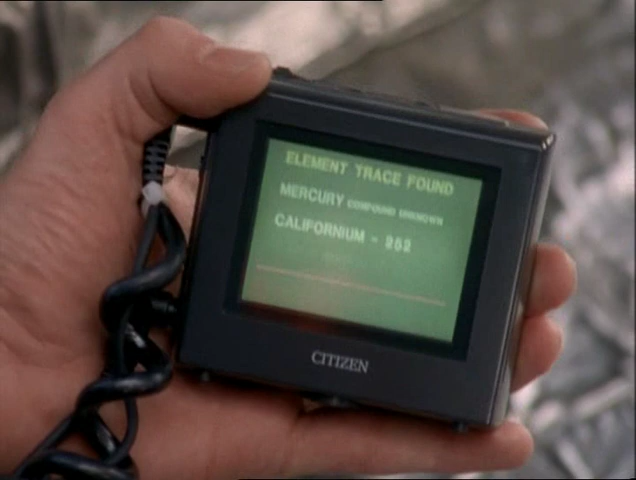 ELEMENT TRACE FOUND
MERCURY COMPOUND UNKNOWN
CALIFORNIUM - 252
CITIZEN